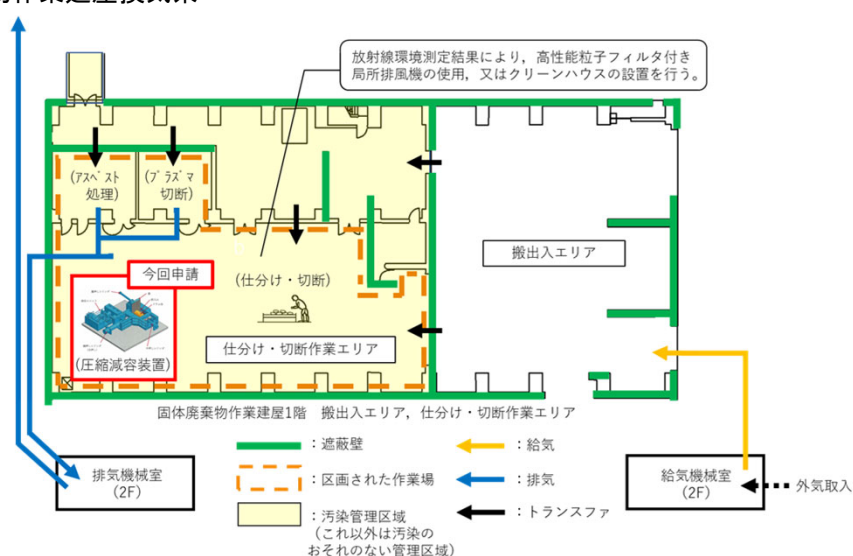 放射線環境測定結果により，高性能粒子フィルタ付き
局所排風機の使用，又はクリーンハウスの設置を行う。
(ｱｽﾍﾞｽﾄ
処理)
(ﾌﾟﾗｽﾞﾏ
切断)
搬出入エリア
今回申請
(仕分け・切断)
(圧縮減容装置)
仕分け・切断作業エリア
固体廃棄物作業建屋1階　搬出入エリア，仕分け・切断作業エリア
：遮蔽壁
：給気
：区画された作業場
：排気
：汚染管理区域
(これ以外は汚染の
おそれのない管理区域)
：トランスファ
排気機械室
(2F)
給気機械室
(2F)
外気取入